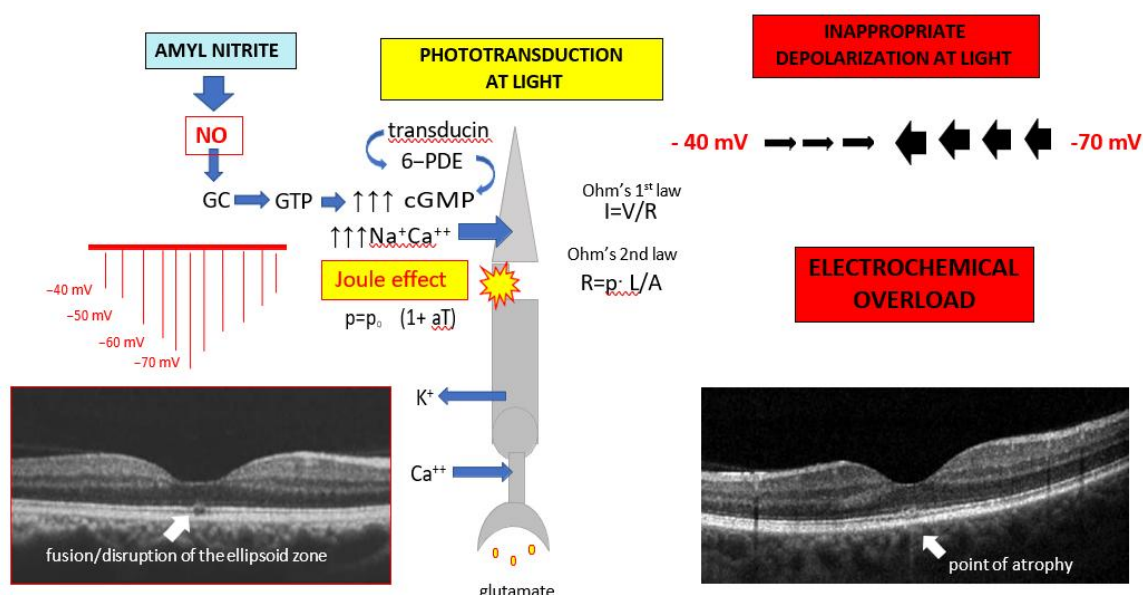 AMYL NITRITE
NO
GC
GTP
↑↑↑ cGMP
↑↑↑Na⁺Ca⁺⁺
PHOTOTRANSDUCTION
AT LIGHT
transducin
6–PDE
INAPPROPRIATE
DEPOLARIZATION AT LIGHT
- 40 mV
-70 mV
Ohm's 1st law
I=V/R
Ohm's 2nd law
R=p· L/A
ELECTROCHEMICAL
OVERLOAD
–40 mV
–50 mV
–60 mV
–70 mV
Joule effect
p=p₀ (1+ aT)
K⁺
Ca⁺⁺
glutamate
fusion/disruption of the ellipsoid zone
point of atrophy